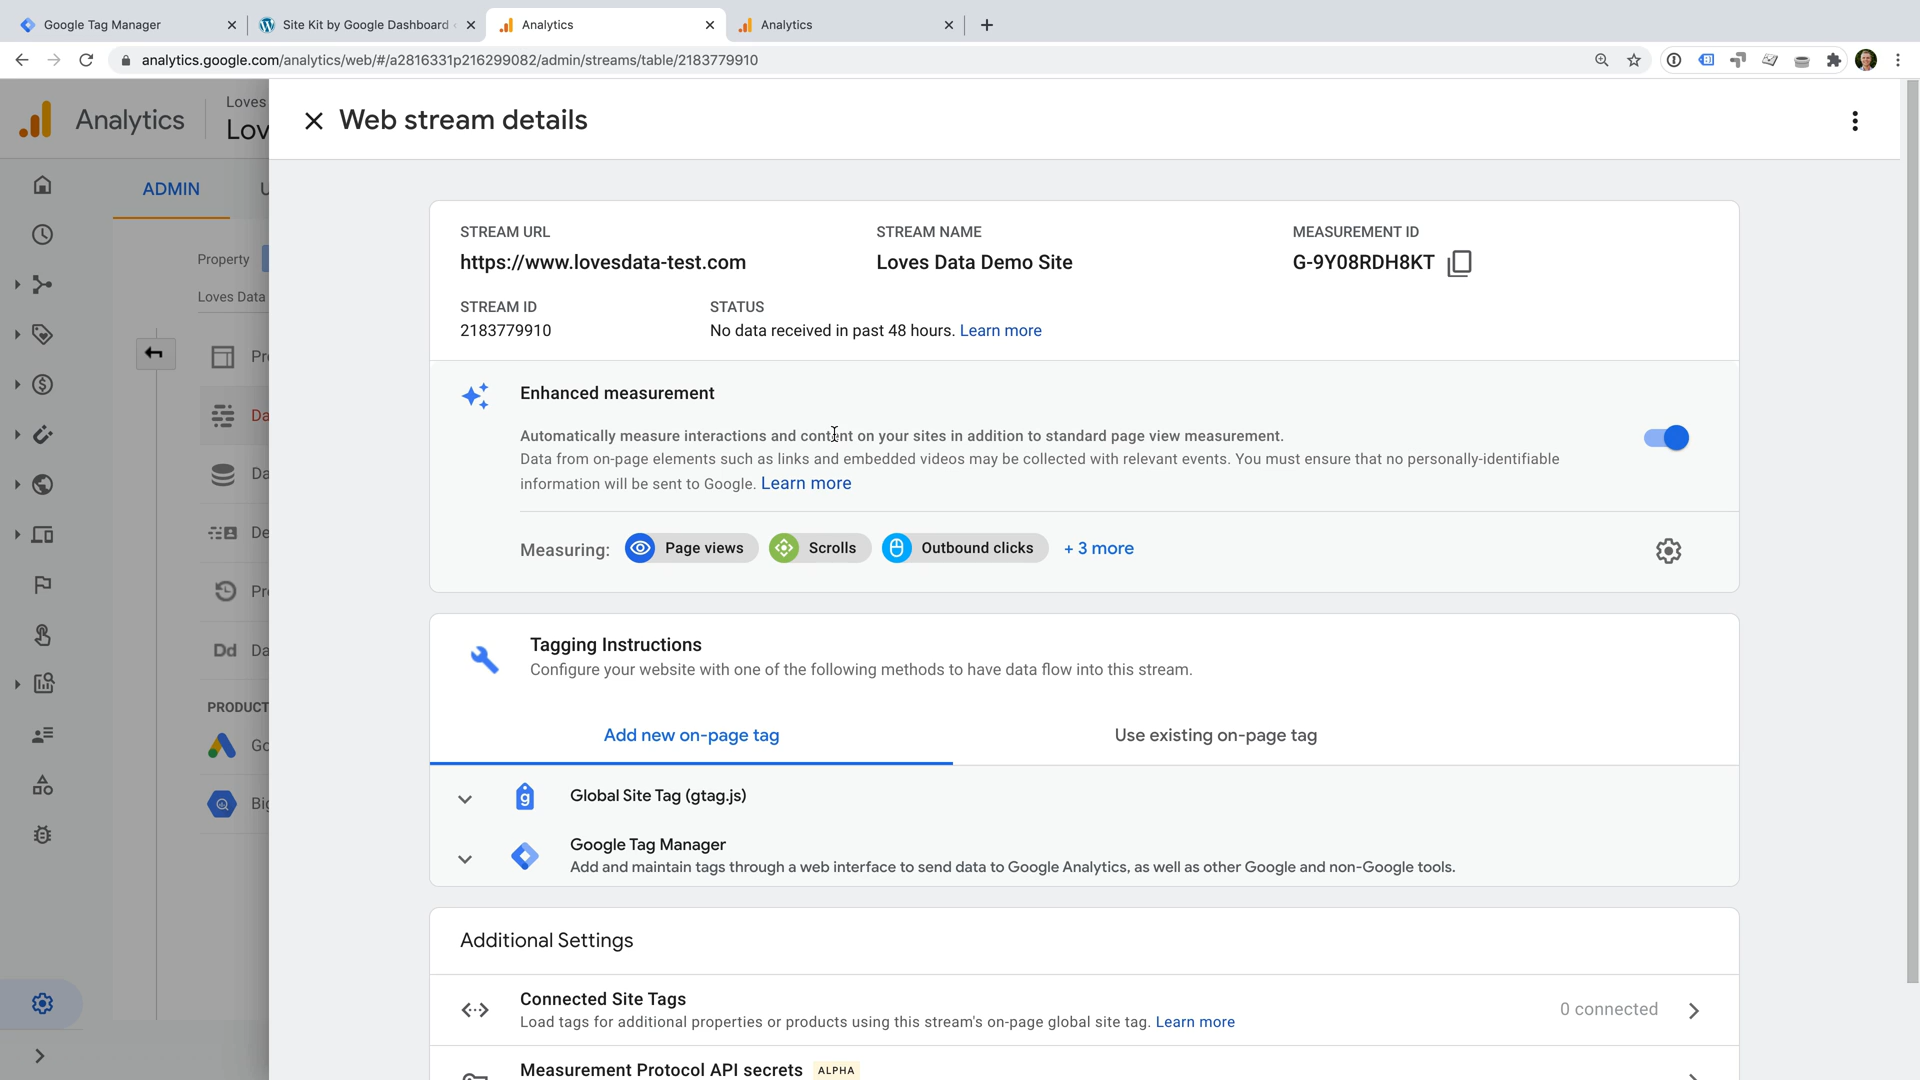 Google Tag Manager
Site Kit by Google Dashboard
Analytics
Analytics
analytics.google.com/analytics/web/#/a2816331p216299082/admin/streams/table/2183779910
Analytics
Loves
Lov
Web stream details
ADMIN
U
Property
Loves Data
Pr
Da
Da
De
Pr
Dd Da
PRODUCT
Go
Big
STREAM URL
https://www.lovesdata-test.com
STREAM NAME
Loves Data Demo Site
MEASUREMENT ID
G-9Y08RDH8KT
STREAM ID
2183779910
STATUS
No data received in past 48 hours. Learn more
Enhanced measurement
Automatically measure interactions and content on your sites in addition to standard page view measurement.
Data from on-page elements such as links and embedded videos may be collected with relevant events. You must ensure that no personally-identifiable
information will be sent to Google. Learn more
Measuring: Page views Scrolls Outbound clicks + 3 more
Tagging Instructions
Configure your website with one of the following methods to have data flow into this stream.
Add new on-page tag
Use existing on-page tag
g Global Site Tag (gtag.js)
Google Tag Manager
Add and maintain tags through a web interface to send data to Google Analytics, as well as other Google and non-Google tools.
Additional Settings
Connected Site Tags
Load tags for additional properties or products using this stream's on-page global site tag. Learn more
0 connected
Measurement Protocol API secrets ALPHA